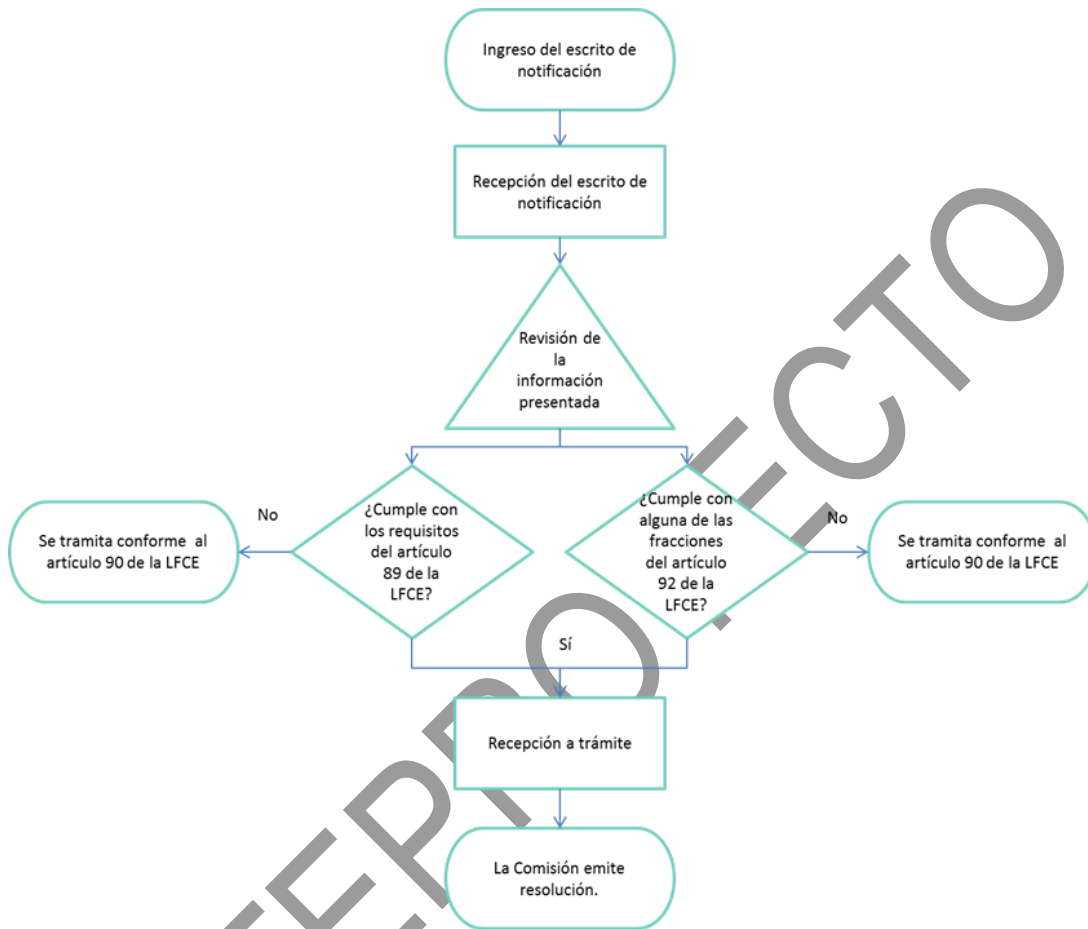 Ingreso del escrito de
notificación
Recepción del escrito de
notificación
Revisión de
la
información
presentada
No
Se tramita conforme al
artículo 90 de la LFCE
¿Cumple con
los requisitos
del artículo
89 de la
LFCE?
¿Cumple con
alguna de las
fracciones
del artículo
92 de la
LFCE?
No
Se tramita conforme al
artículo 90 de la LFCE
Sí
Recepción a trámite
La Comisión emite
resolución.